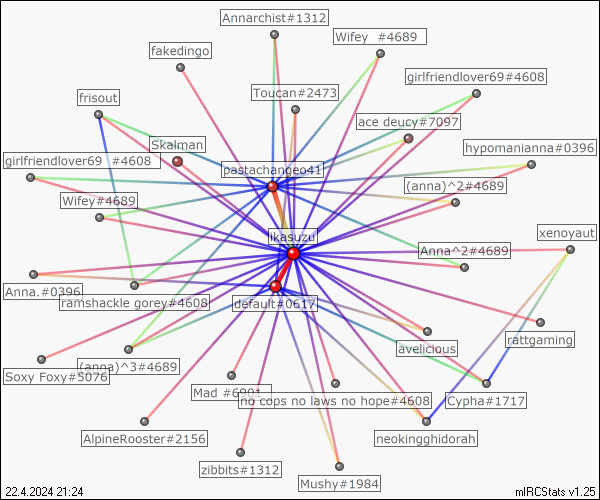 Annarchist#1312
Wifey  #4689
fakedingo
girlfriendlover69#4608
Toucan#2473
frisout
ace deucy#7097
Skalman
hypomanianna#0396
girlfriendlover69  #4608
pastachangeo41
(anna)^2#4689
Wifey#4689
xenoyaut
ikasuzu
Anna^2#4689
Anna.#0396
ramshackle gorey#4608
default#0617
rattgaming
avelicious
(anna)^3#4689
Soxy Foxy#5076
Mad #6901
no cops no laws no hope#4608
Cypha#1717
AlpineRooster#2156
neokingghidorah
zibbits#1312
Mushy#1984
22.4.2024 21:24
mIRCStats v1.25